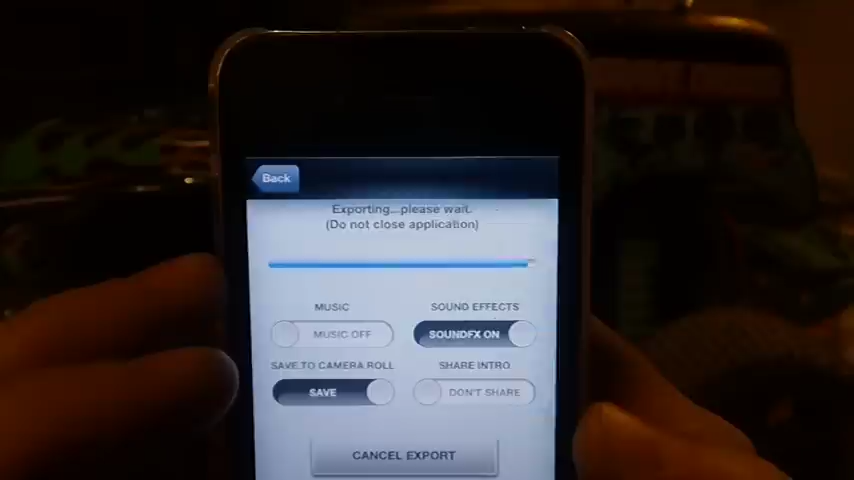 Back
Exporting...please wait.
(Do not close application)
MUSIC
SOUND EFFECTS
MUSIC OFF
SOUNDFX ON
SAVE TO CAMERA ROLL
SHARE INTRO
SAVE
DON'T SHARE
CANCEL EXPORT